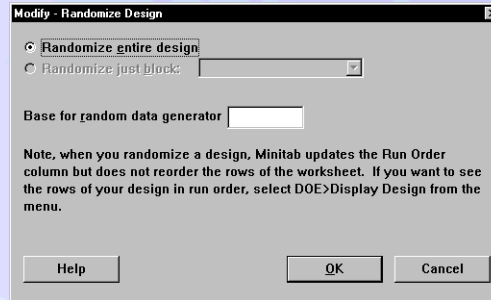 Modify - Randomize Design
Randomize entire design
Randomize just block:
Base for random data generator
Note, when you randomize a design, Minitab updates the Run Order
column but does not reorder the rows of the worksheet. If you want to see
the rows of your design in run order, select DOE>Display Design from the
menu.
Help
OK
Cancel